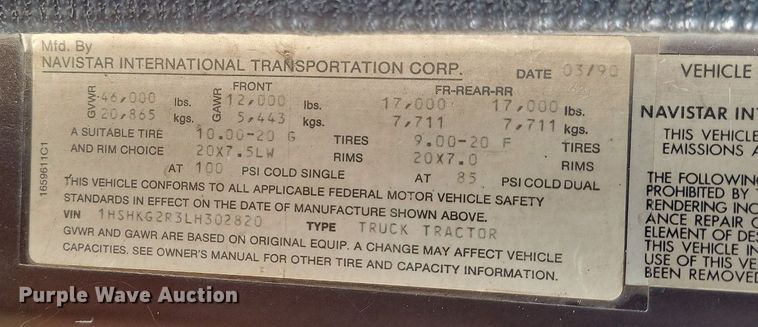 Mfd. By
NAVISTAR INTERNATIONAL TRANSPORTATION CORP. DATE 03/90
FRONT FR-REAR-RR
GVWR 46,000 lbs. GAWR 12,000 lbs. 17,000 17,000 lbs.
20,865 kgs. 5,443 kgs. 7,711 7,711 kgs.
A SUITABLE TIRE 10.00-20 G TIRES 9.00-20 F TIRES
AND RIM CHOICE 20X7.5LW RIMS 20X7.0 RIMS
AT 100 PSI COLD SINGLE AT 85 PSI COLD DUAL
THIS VEHICLE CONFORMS TO ALL APPLICABLE FEDERAL MOTOR VEHICLE SAFETY
STANDARDS IN EFFECT ON THE DATE OF MANUFACTURE SHOWN ABOVE.
VIN 1HSHKG2R3LH302820 TYPE TRUCK TRACTOR
GVWR AND GAWR ARE BASED ON ORIGINAL EQUIP. A CHANGE MAY AFFECT VEHICLE
CAPACITIES. SEE OWNER'S MANUAL FOR OTHER TIRE AND CAPACITY INFORMATION.
1659611C1
VEHICLE
NAVISTAR INT
THIS VEHICLE
EMISSIONS A
THE FOLLOWING
PROHIBITED BY
RENDERING INO
ANCE REPAIR O
ELEMENT OF DES
THIS VEHICLE IN
USE OF THIS VE
BEEN REMOVED
Purple Wave Auction